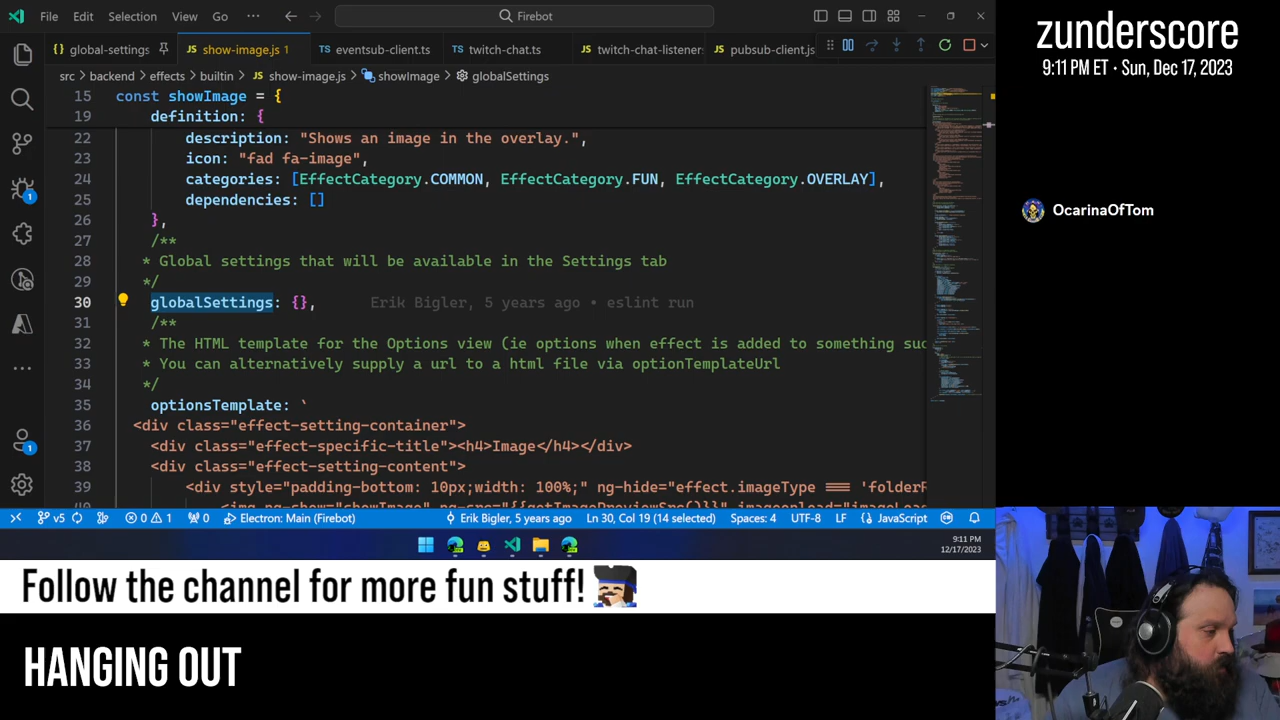 File Edit Selection View Go ··· Firebot
global-settings show-image.js 1 eventsub-client.ts twitch-chat.ts twitch-chat-listener pubsub-client.js
src > backend > effects > builtin > show-image.js > showImage > globalSettings
15 const showImage = {
19 definition: {
22 description: "Shows an image in the overlay.",
23 icon: "fad fa-image",
24 categories: [EffectCategory.COMMON, EffectCategory.FUN, EffectCategory.OVERLAY],
25 dependencies: []
26 },
27 /**
28 * Global settings that will be available in the Settings tab
29 */
30 globalSettings: {}, Erik Bigler, 5 years ago • eslint run
31 /**
32 * The HTML template for the Options view (ie options when effect is added to something suc
33 * You can alternatively supply a url to a html file via optionTemplateUrl
34 */
35 optionsTemplate: `
36 <div class="effect-setting-container">
37 <div class="effect-specific-title"><h4>Image</h4></div>
38 <div class="effect-setting-content">
39 <div style="padding-bottom: 10px;width: 100%;" ng-hide="effect.imageType === 'folderR
1
1
v5 0 1 0 Electron: Main (Firebot) Erik Bigler, 5 years ago Ln 30, Col 19 (14 selected) Spaces: 4 UTF-8 LF {} JavaScript
9:11 PM
12/17/2023
Follow the channel for more fun stuff!
HANGING OUT
zunderscore
9:11 PM ET • Sun, Dec 17, 2023
OcarinaOfTom